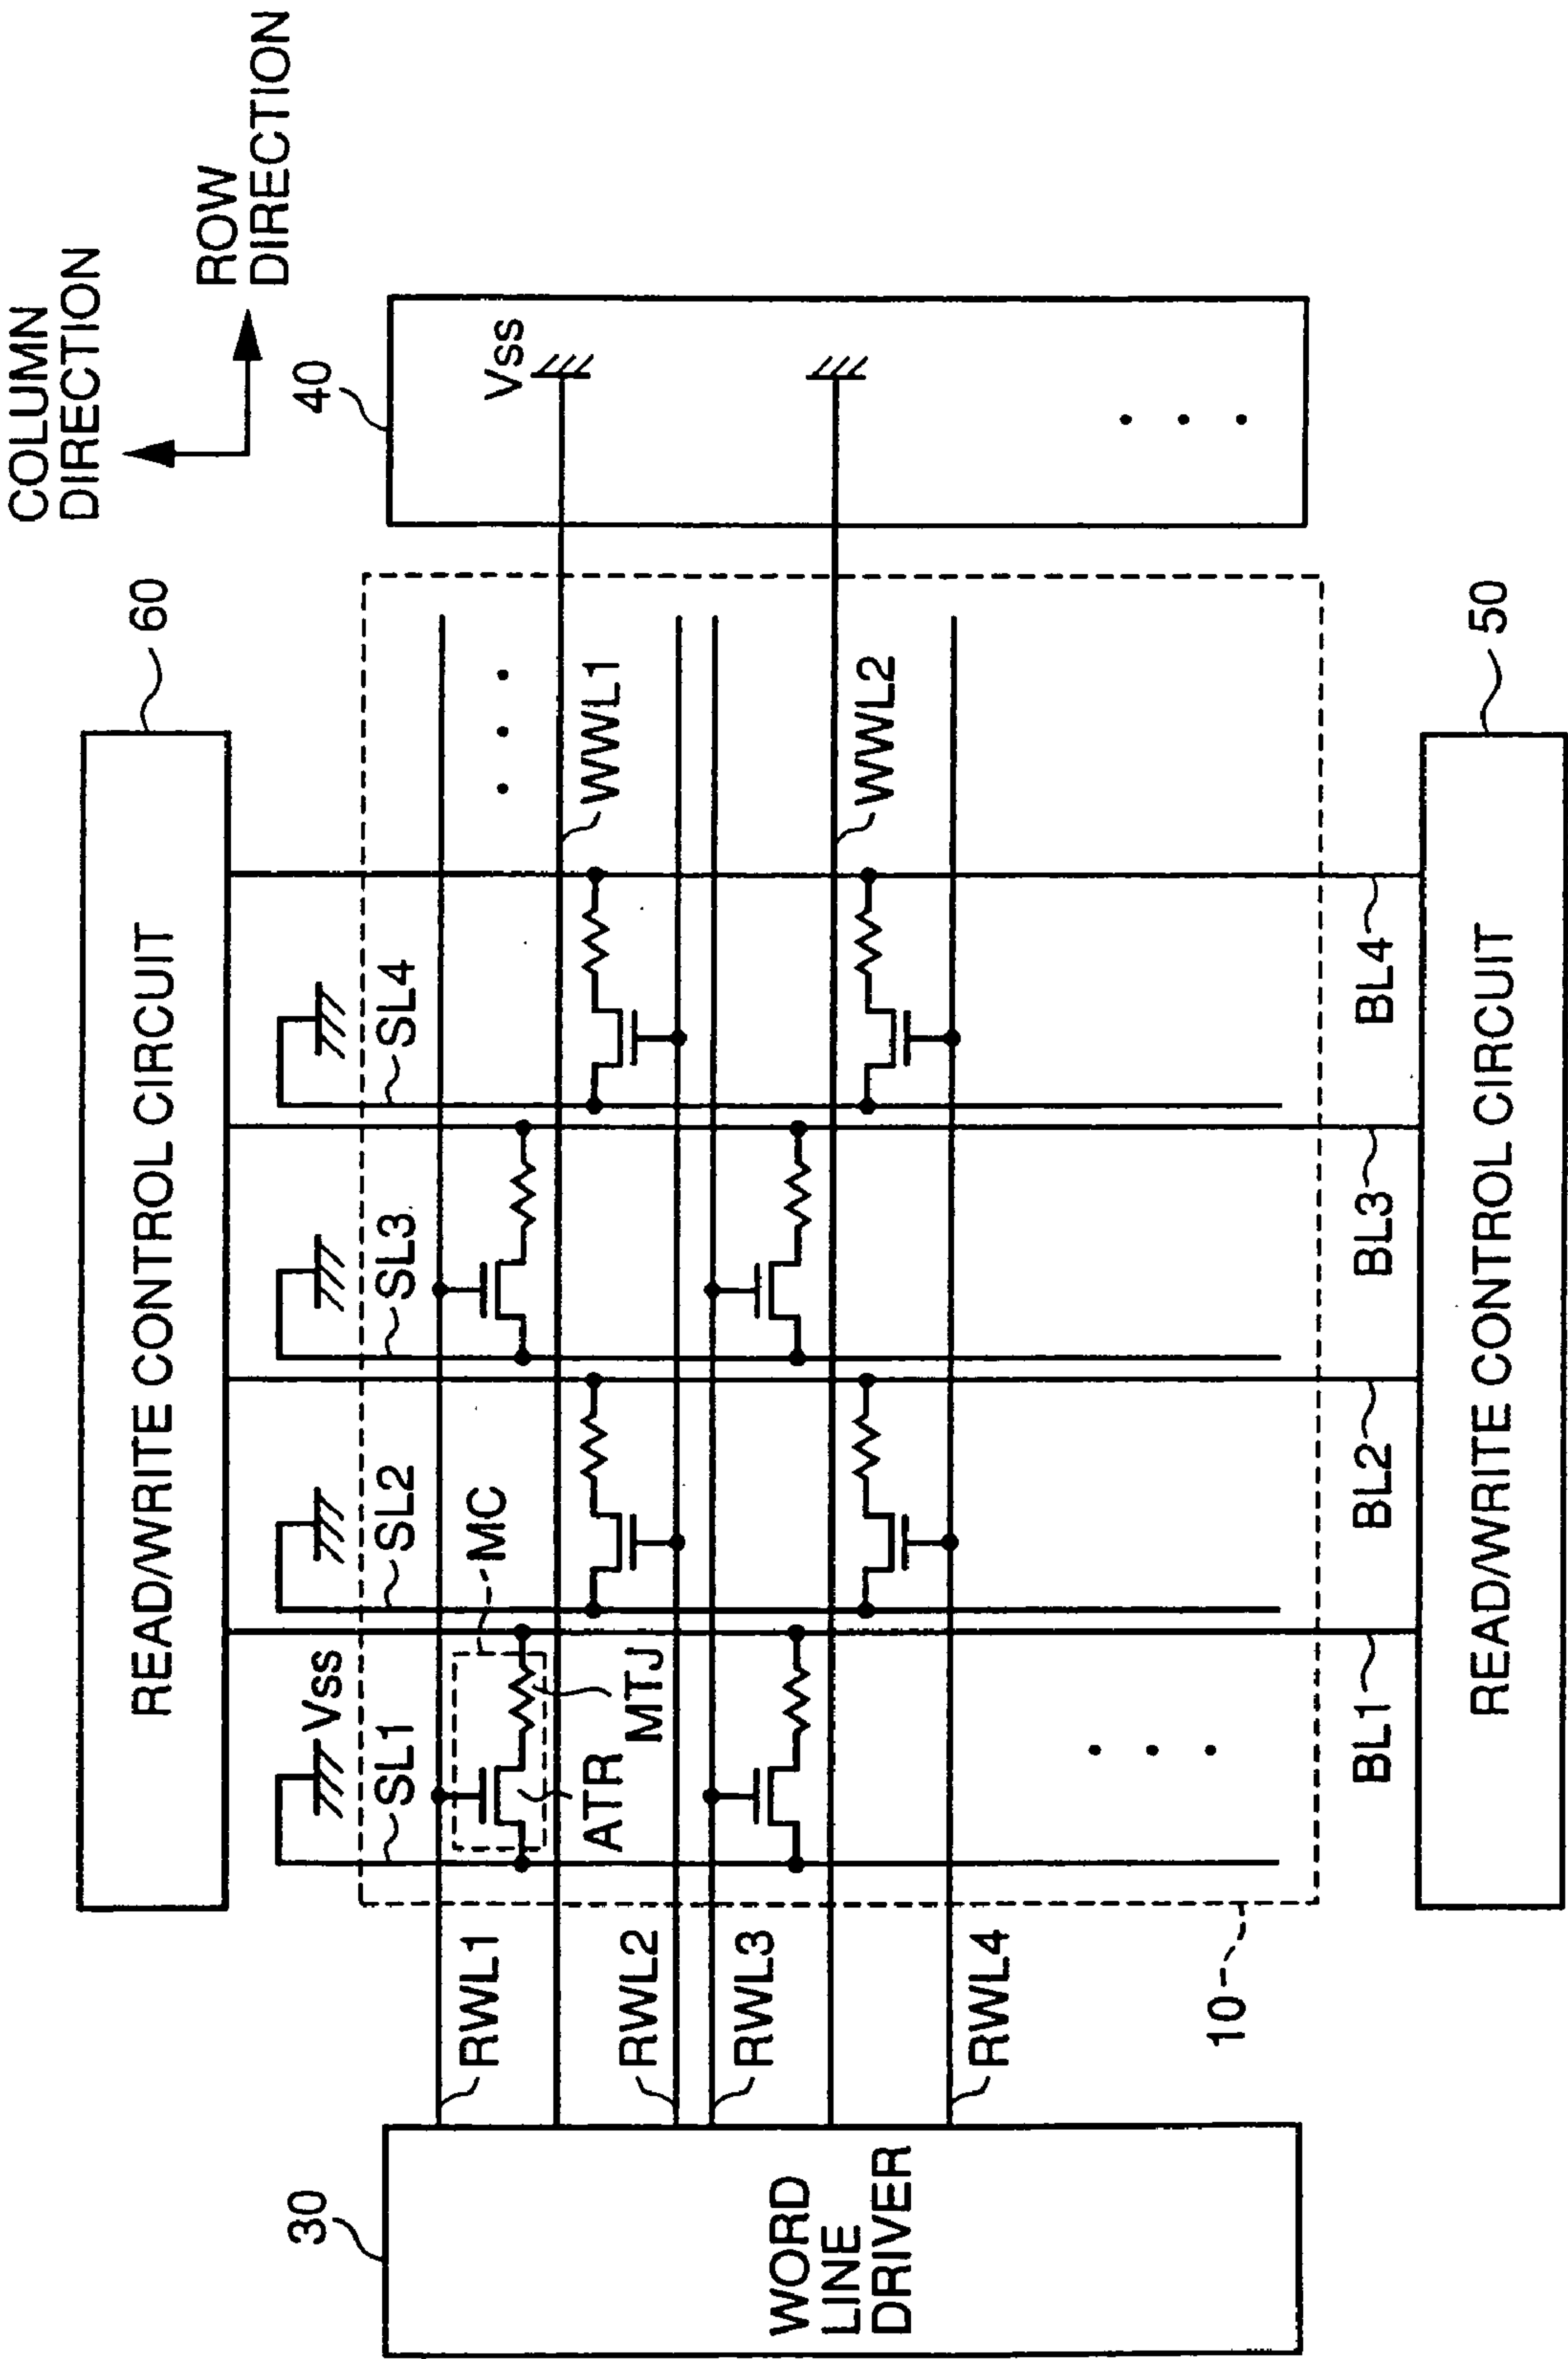 COLUMN
DIRECTION
ROW
DIRECTION
60
READ/WRITE CONTROL CIRCUIT
40
Vss
Vss
SL1
SL2
SL3
SL4
MC
ATR
MTJ
WWL1
WWL2
RWL1
RWL2
RWL3
RWL4
30
WORD
LINE
DRIVER
10
BL1
BL2
BL3
BL4
50
READ/WRITE CONTROL CIRCUIT